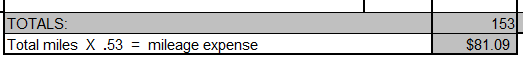 TOTALS: 153
Total miles X .53 = mileage expense $81.09